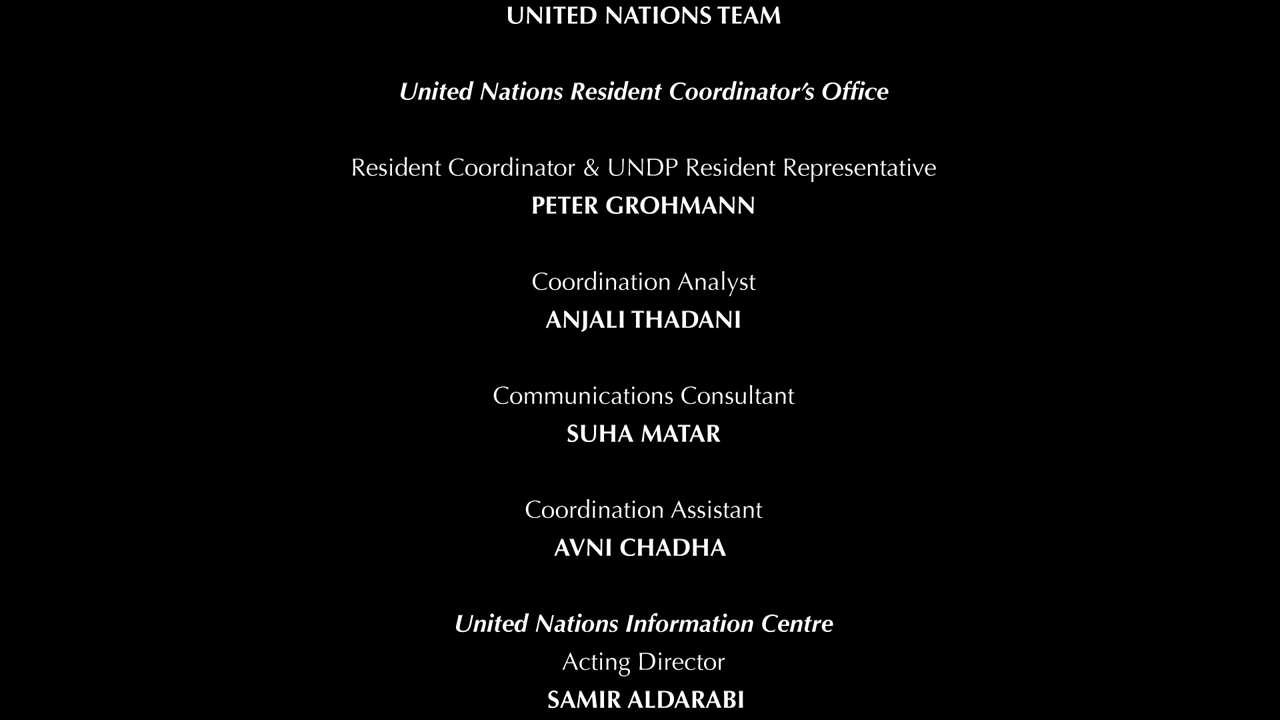 UNITED NATIONS TEAM
United Nations Resident Coordinator’s Office
Resident Coordinator & UNDP Resident Representative
PETER GROHMANN
Coordination Analyst
ANJALI THADANI
Communications Consultant
SUHA MATAR
Coordination Assistant
AVNI CHADHA
United Nations Information Centre
Acting Director
SAMIR ALDARABI